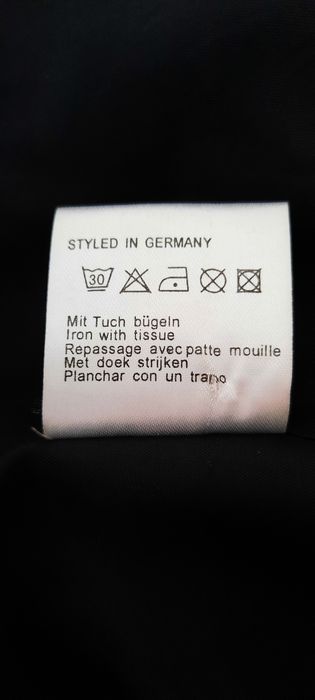 STYLED IN GERMANY
30
Mit Tuch bügeln
Iron with tissue
Repassage avec patte mouille
Met doek strijken
Planchar con un trapo